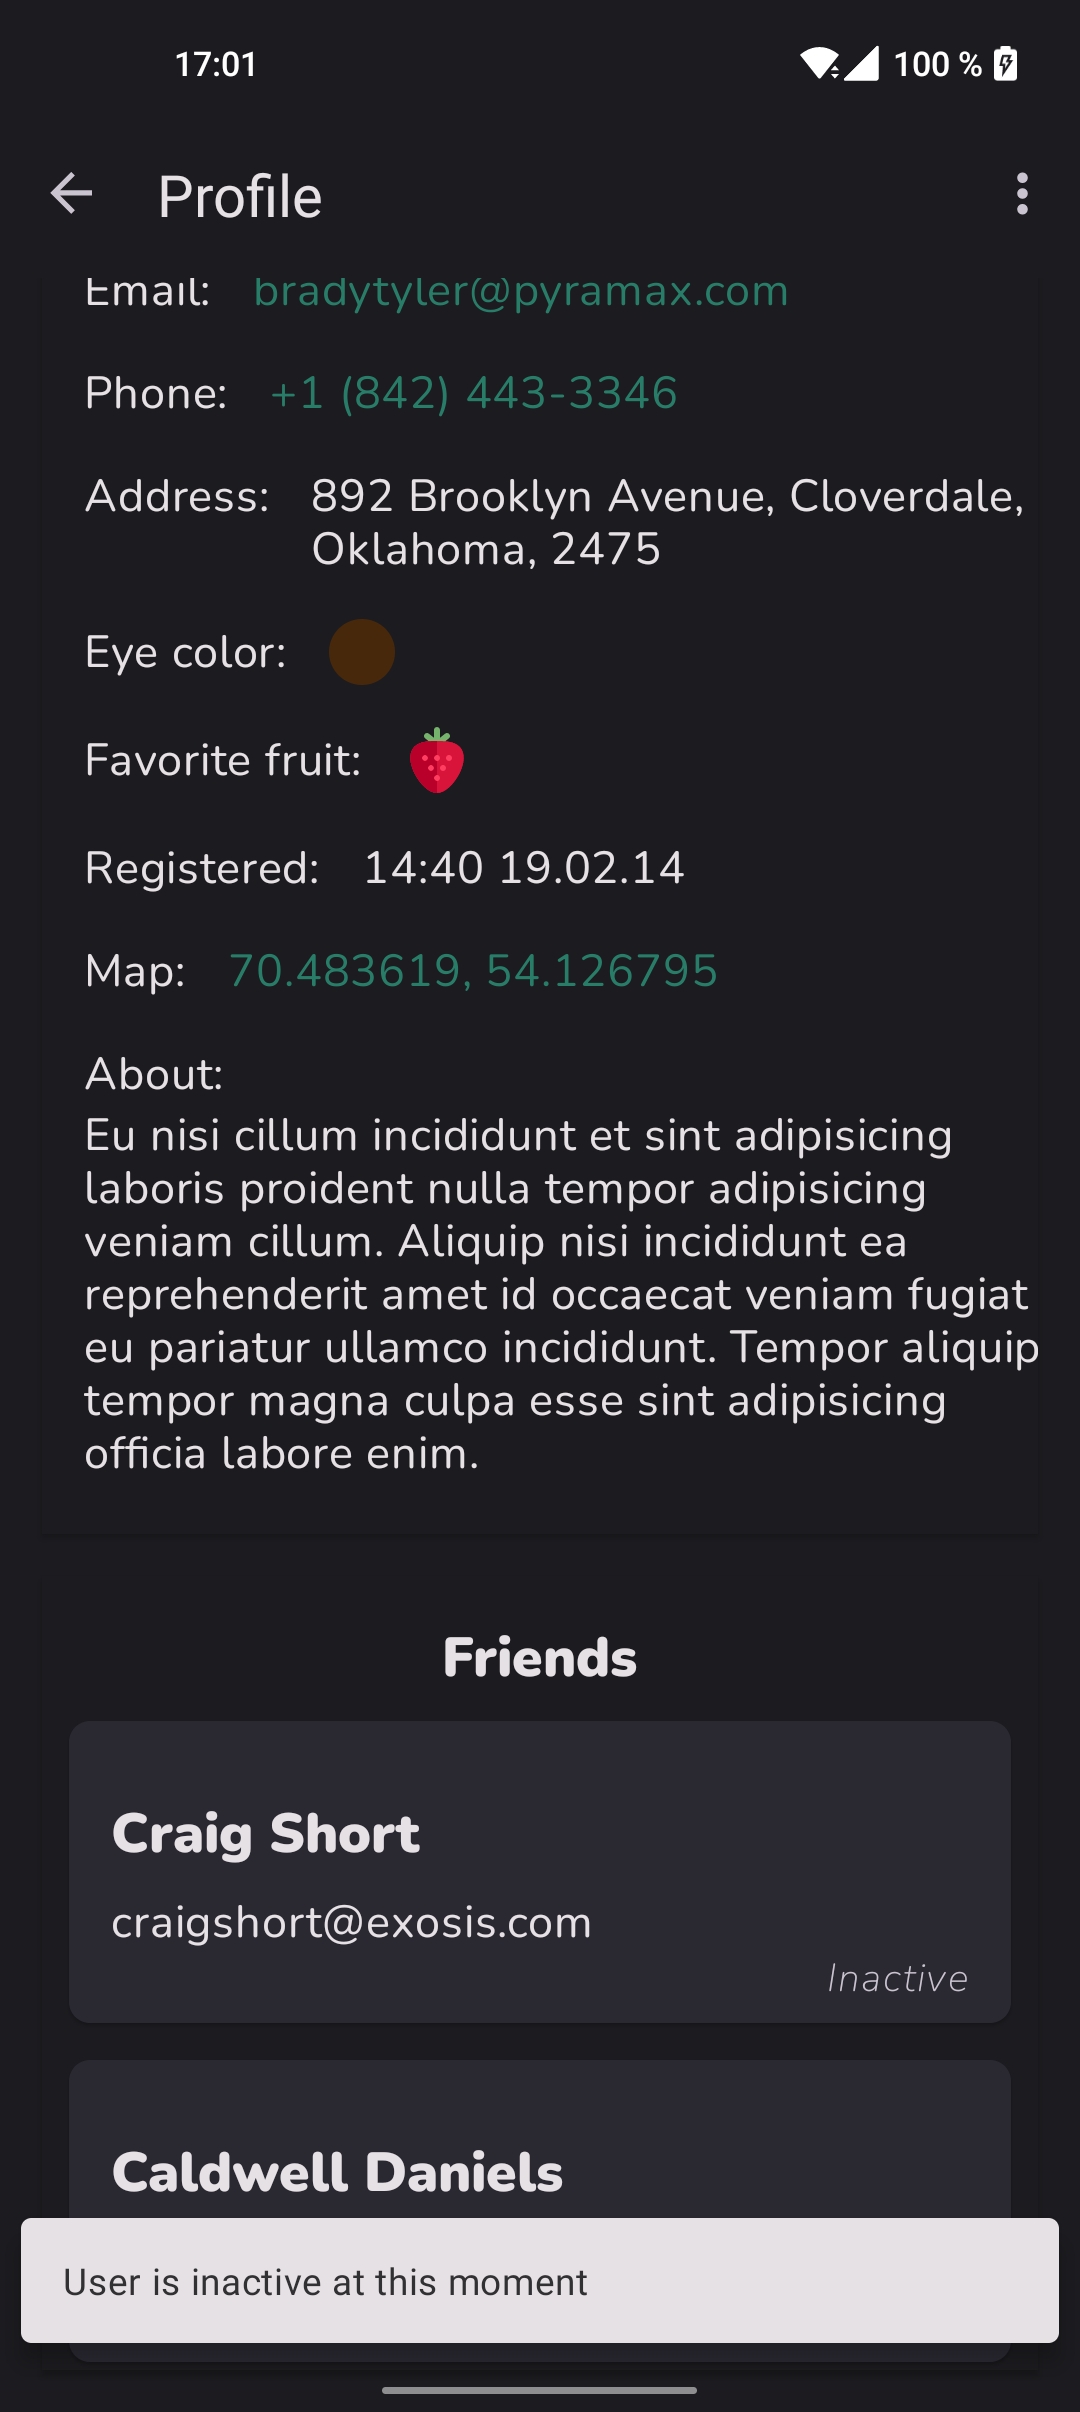 17:01
100 %
Profile
Email: bradytyler@pyramax.com
Phone: +1 (842) 443-3346
Address: 892 Brooklyn Avenue, Cloverdale,
Oklahoma, 2475
Eye color:
Favorite fruit:
Registered: 14:40 19.02.14
Map: 70.483619, 54.126795
About:
Eu nisi cillum incididunt et sint adipisicing
laboris proident nulla tempor adipisicing
veniam cillum. Aliquip nisi incididunt ea
reprehenderit amet id occaecat veniam fugiat
eu pariatur ullamco incididunt. Tempor aliquip
tempor magna culpa esse sint adipisicing
officia labore enim.
Friends
Craig Short
craigshort@exosis.com
Inactive
Caldwell Daniels
User is inactive at this moment